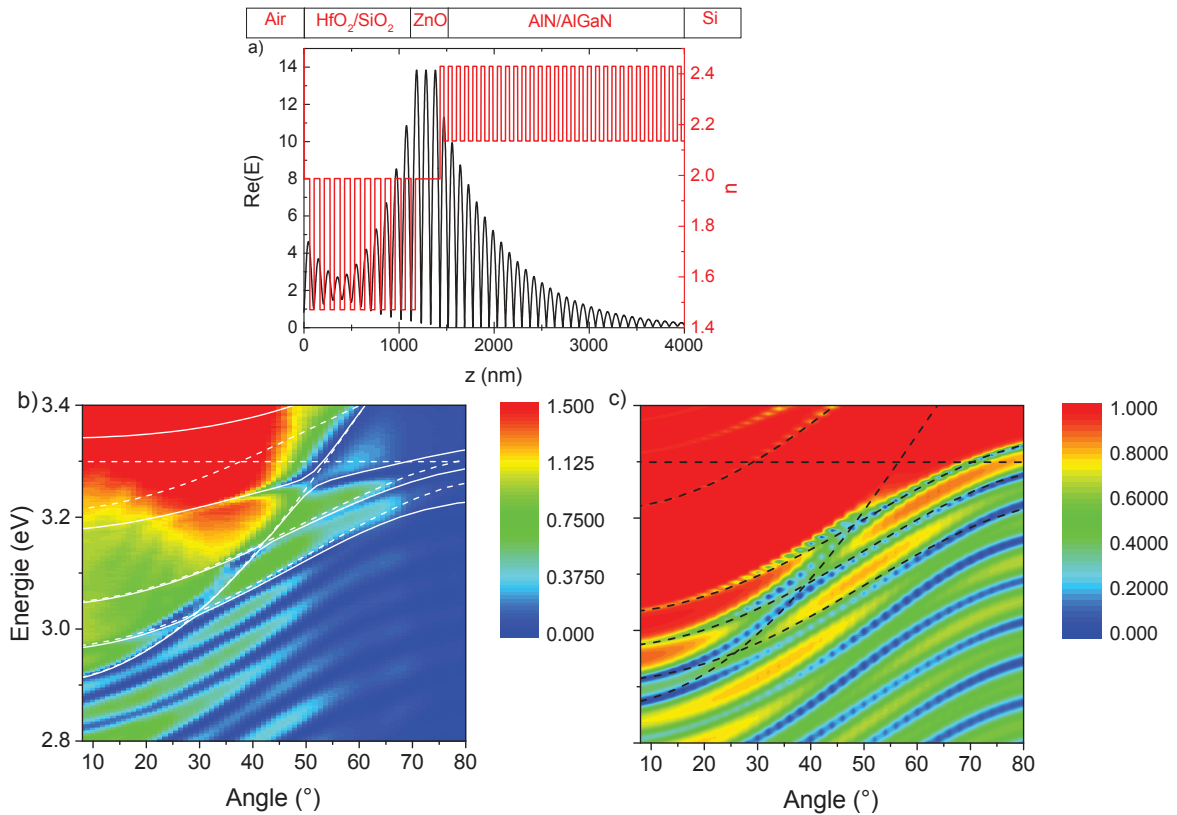 Air HfO2/SiO2 ZnO AlN/AlGaN Si
a)
14
12
10
8
6
4
2
0
Re(E)
2.4
2.2
2.0
1.8
1.6
1.4
n
0 1000 2000 3000 4000
z (nm)
b)
3.4
3.2
3.0
2.8
Energie (eV)
10 20 30 40 50 60 70 80
Angle (°)
1.500
1.125
0.7500
0.3750
0.000
c)
10 20 30 40 50 60 70 80
Angle (°)
1.000
0.8000
0.6000
0.4000
0.2000
0.000